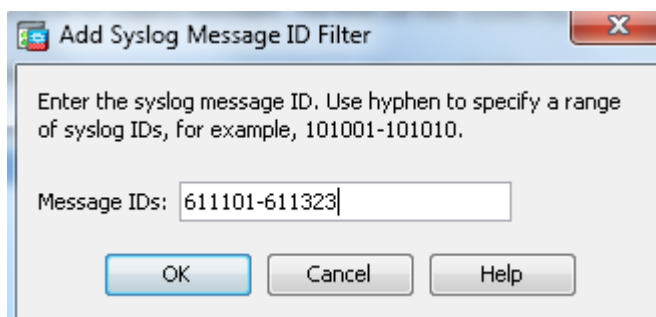 Add Syslog Message ID Filter
Enter the syslog message ID. Use hyphen to specify a range
of syslog IDs, for example, 101001-101010.
Message IDs: 611101-611323
OK Cancel Help